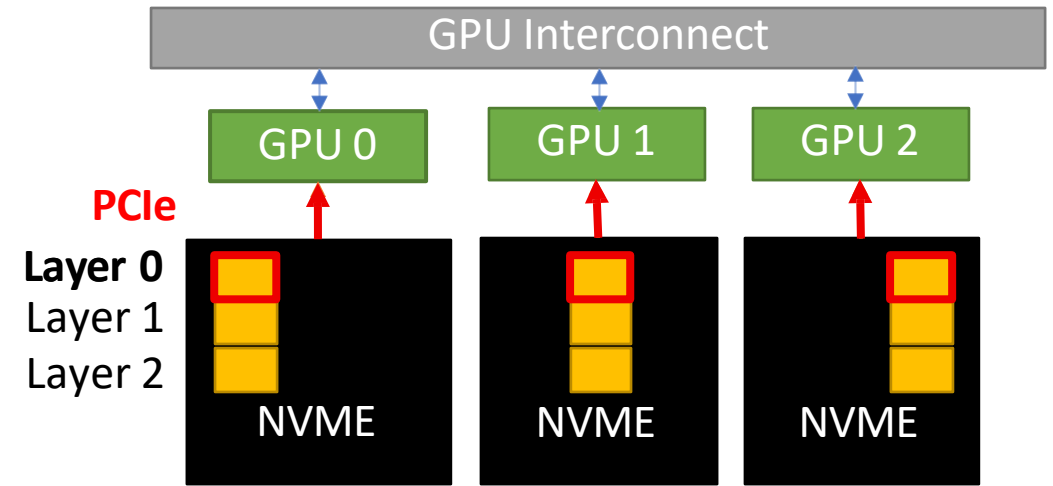 GPU Interconnect
GPU 0
GPU 1
GPU 2
PCIe
Layer 0
Layer 1
Layer 2
NVME
NVME
NVME